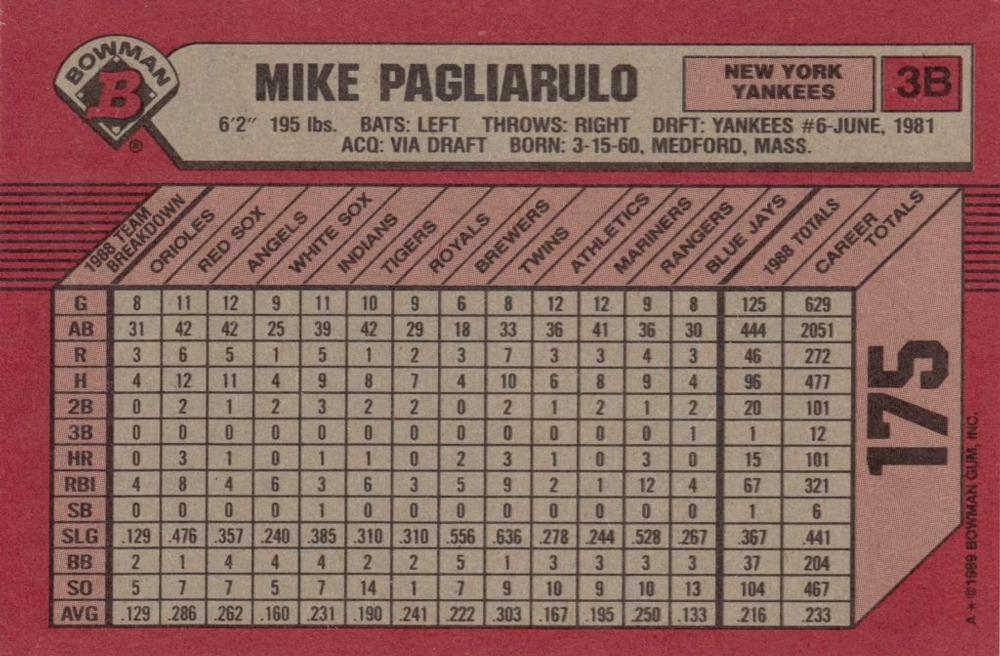 BOWMAN
B
®
MIKE PAGLIARULO
NEW YORK
YANKEES
3B
6'2" 195 lbs. BATS: LEFT THROWS: RIGHT DRFT: YANKEES #6-JUNE, 1981
ACQ: VIA DRAFT BORN: 3-15-60, MEDFORD, MASS.
1988 TEAM
BREAKDOWN
ORIOLES
RED SOX
ANGELS
WHITE SOX
INDIANS
TIGERS
ROYALS
BREWERS
TWINS
ATHLETICS
MARINERS
RANGERS
BLUE JAYS
1988 TOTALS
CAREER
TOTALS
G 8 11 12 9 11 10 9 6 8 12 12 9 8 125 629
AB 31 42 42 25 39 42 29 18 33 36 41 36 30 444 2051
R 3 6 5 1 5 1 2 3 7 3 3 4 3 46 272
H 4 12 11 4 9 8 7 4 10 6 8 9 4 96 477
2B 0 2 1 2 3 2 2 0 2 1 2 1 2 20 101
3B 0 0 0 0 0 0 0 0 0 0 0 0 1 1 12
HR 0 3 1 0 1 1 0 2 3 1 0 3 0 15 101
RBI 4 8 4 6 3 6 3 5 9 2 1 12 4 67 321
SB 0 0 0 0 1 0 0 0 0 0 0 0 0 1 6
SLG .129 .476 .357 .240 .385 .310 .310 .556 .636 .278 .244 .528 .267 .367 .441
BB 2 1 4 4 4 2 2 5 1 3 3 3 3 37 204
SO 5 7 7 5 7 14 1 7 9 10 9 10 13 104 467
AVG .129 .286 .262 .160 .231 .190 .241 .222 .303 .167 .195 .250 .133 .216 .233
175
A * ©1989 BOWMAN GUM, INC.